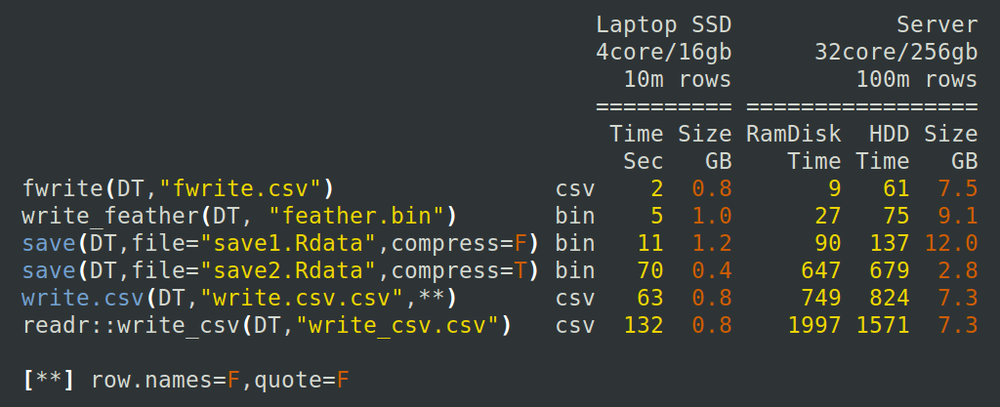 Laptop SSD Server
4core/16gb 32core/256gb
10m rows 100m rows
========== =================
Time Size RamDisk HDD Size
Sec GB Time Time GB
fwrite(DT,"fwrite.csv") csv 2 0.8 9 61 7.5
write_feather(DT, "feather.bin") bin 5 1.0 27 75 9.1
save(DT,file="save1.Rdata",compress=F) bin 11 1.2 90 137 12.0
save(DT,file="save2.Rdata",compress=T) bin 70 0.4 647 679 2.8
write.csv(DT,"write.csv.csv",**) csv 63 0.8 749 824 7.3
readr::write_csv(DT,"write_csv.csv") csv 132 0.8 1997 1571 7.3
[**] row.names=F,quote=F